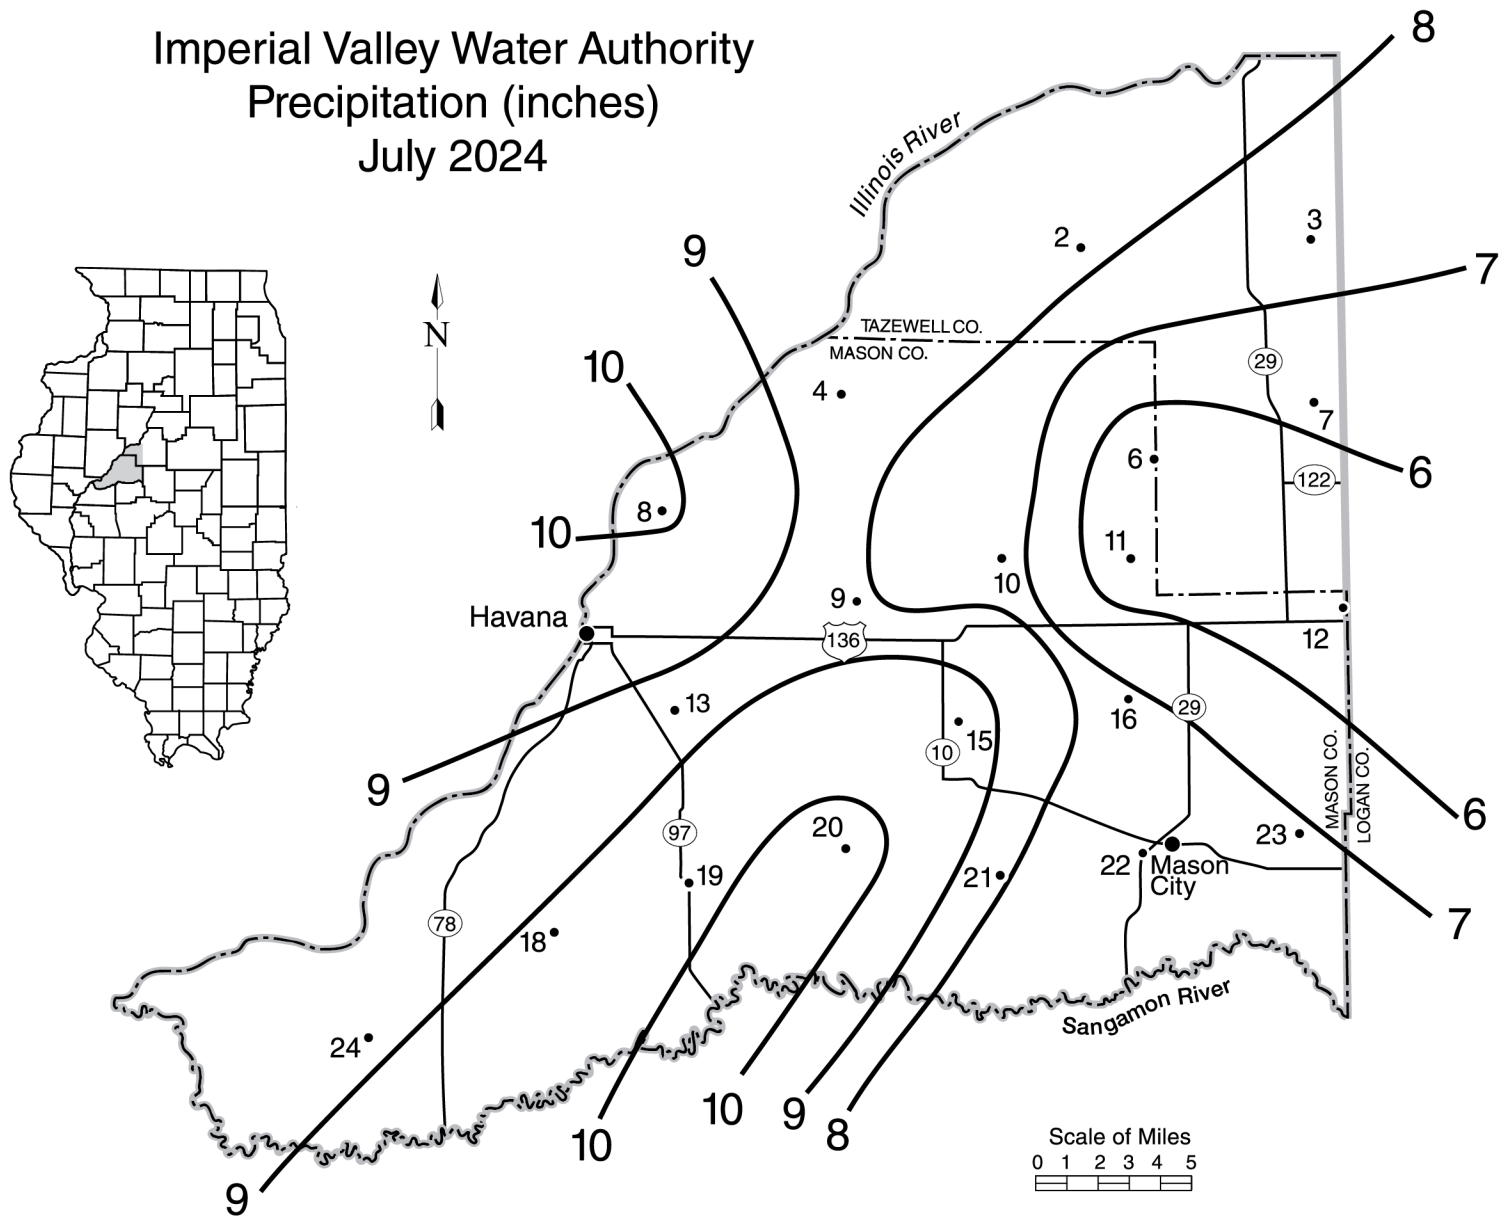 Imperial Valley Water Authority
Precipitation (inches)
July 2024
8
Illinois River
3
2
9
7
N
TAZEWELL CO.
MASON CO.
29
10
4
7
6
6
122
8
10
11
10
9
12
Havana
136
13
16
29
15
10
9
MASON CO.
LOGAN CO.
6
20
97
23
22
Mason
City
19
21
78
7
18
Sangamon River
24
10
9
8
10
9
Scale of Miles
0 1 2 3 4 5